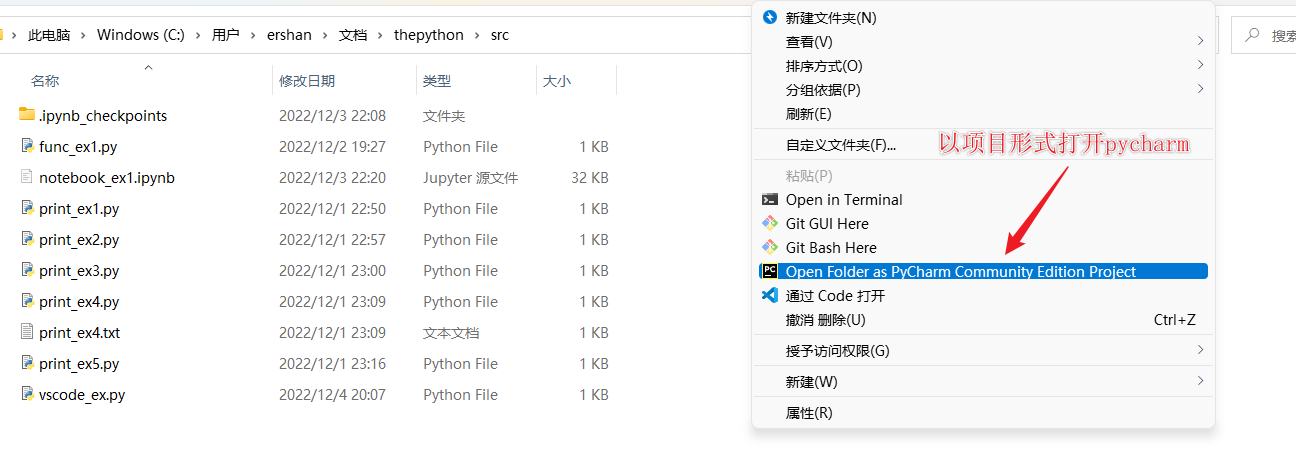 此电脑 > Windows (C:) > 用户 > ershan > 文档 > thepython > src
搜索
名称 修改日期 类型 大小
.ipynb_checkpoints 2022/12/3 22:08 文件夹
func_ex1.py 2022/12/2 19:27 Python File 1 KB
notebook_ex1.ipynb 2022/12/3 22:20 Jupyter 源文件 32 KB
print_ex1.py 2022/12/1 22:50 Python File 1 KB
print_ex2.py 2022/12/1 22:57 Python File 1 KB
print_ex3.py 2022/12/1 23:00 Python File 1 KB
print_ex4.py 2022/12/1 23:09 Python File 1 KB
print_ex4.txt 2022/12/1 23:09 文本文档 1 KB
print_ex5.py 2022/12/1 23:16 Python File 1 KB
vscode_ex.py 2022/12/4 20:07 Python File 1 KB
新建文件夹(N)
查看(V)
排序方式(O)
分组依据(P)
刷新(E)
自定义文件夹(F)...
以项目形式打开pycharm
粘贴(P)
Open in Terminal
Git GUI Here
Git Bash Here
PC Open Folder as PyCharm Community Edition Project
通过 Code 打开
撤消 删除(U) Ctrl+Z
授予访问权限(G)
新建(W)
属性(R)